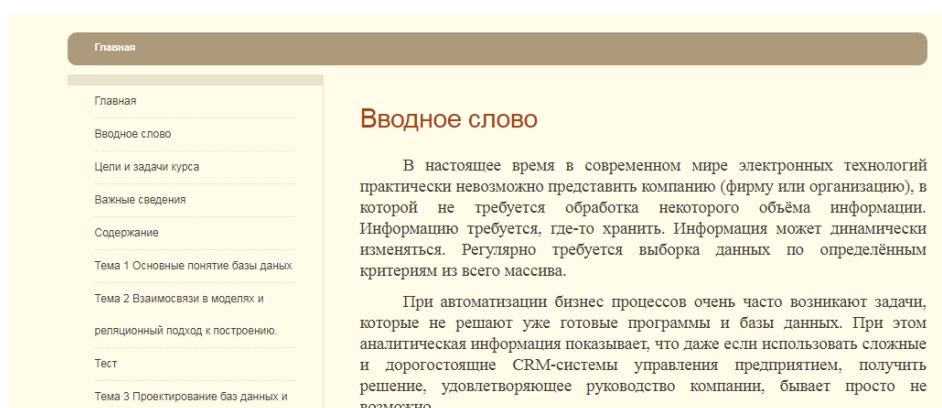 Главная
Главная
Вводное слово
Цели и задачи курса
Важные сведения
Содержание
Тема 1 Основные понятие базы даных
Тема 2 Взаимосвязи в моделях и
реляционный подход к построению.
Тест
Тема 3 Проектирование баз данных и
Вводное слово
В настоящее время в современном мире электронных технологий
практически невозможно представить компанию (фирму или организацию), в
которой не требуется обработка некоторого объёма информации.
Информацию требуется, где-то хранить. Информация может динамически
изменяться. Регулярно требуется выборка данных по определённым
критериям из всего массива.
При автоматизации бизнес процессов очень часто возникают задачи,
которые не решают уже готовые программы и базы данных. При этом
аналитическая информация показывает, что даже если использовать сложные
и дорогостоящие CRM-системы управления предприятием, получить
решение, удовлетворяющее руководство компании, бывает просто не
возможно